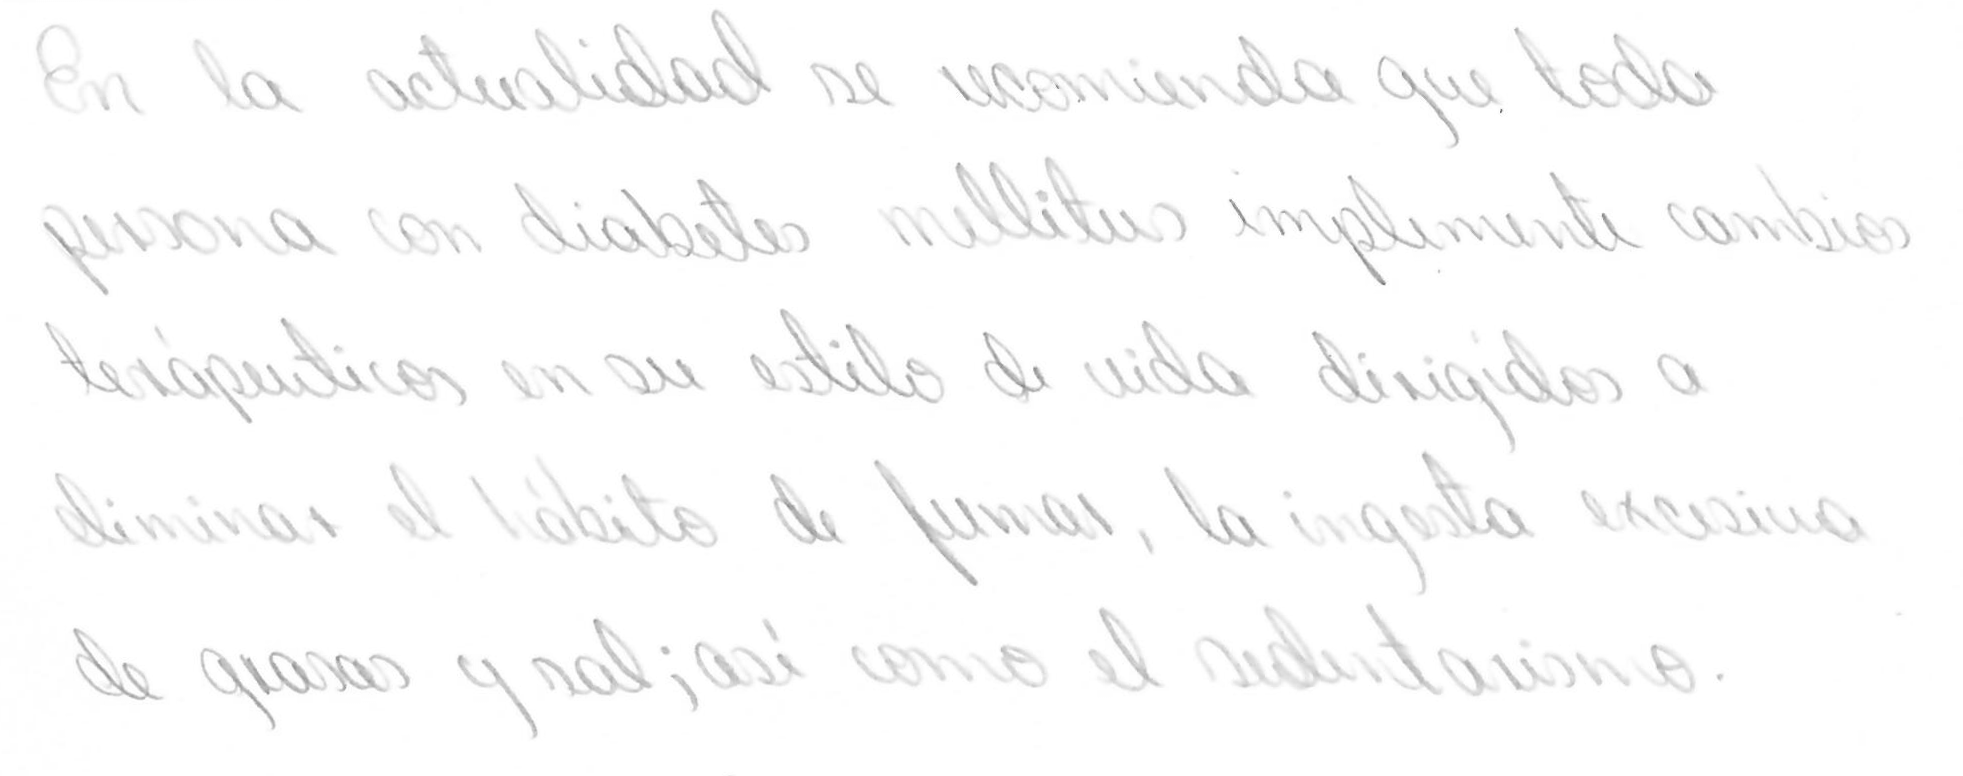 En la actualidad se recomienda que toda
persona con diabetes mellitus implemente cambios
terápeuticos en su estilo de vida dirigidos a
eliminar el hábito de fumar, la ingesta excesiva
de grasas y sal; así como el sedentarismo.